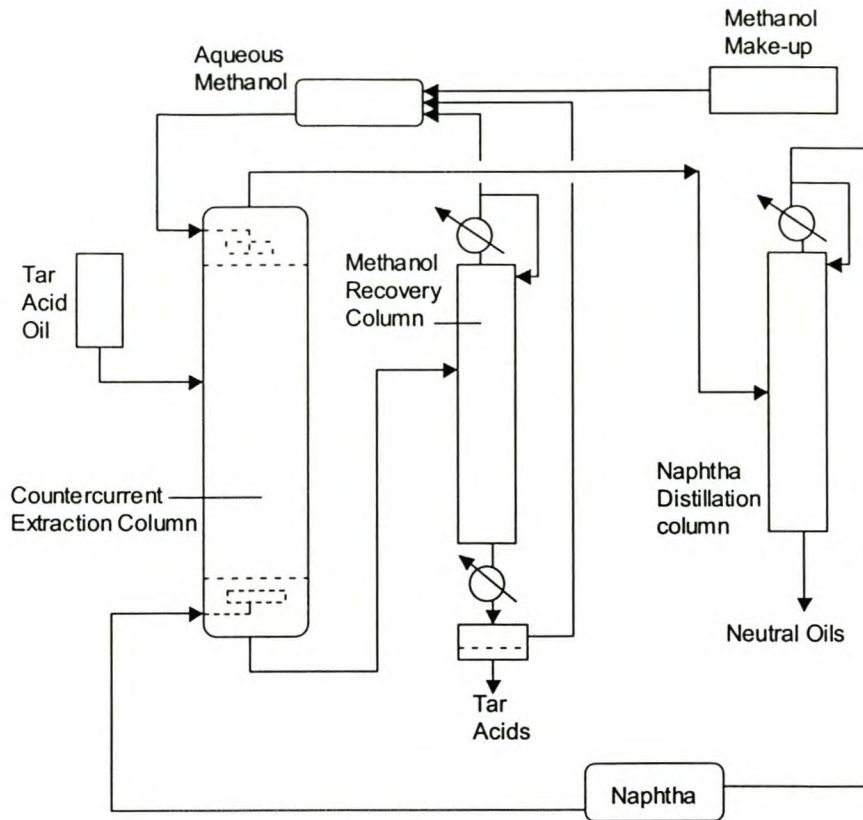 Methanol
Make-up
Aqueous
Methanol
Tar
Acid
Oil
Methanol
Recovery
Column
Countercurrent
Extraction Column
Naphtha
Distillation
column
Neutral Oils
Tar
Acids
Naphtha